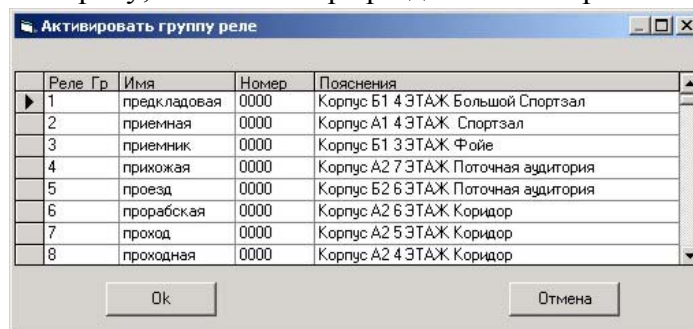 Активировать группу реле
Реле Гр Имя Номер Пояснения
1 предкладовая 0000 Корпус Б1 4 ЭТАЖ Большой Спортзал
2 приемная 0000 Корпус А1 4 ЭТАЖ Спортзал
3 приемник 0000 Корпус Б1 3 ЭТАЖ Фойе
4 прихожая 0000 Корпус А2 7 ЭТАЖ Поточная аудитория
5 проезд 0000 Корпус Б2 6 ЭТАЖ Поточная аудитория
6 прорабская 0000 Корпус А2 6 ЭТАЖ Коридор
7 проход 0000 Корпус А2 5 ЭТАЖ Коридор
8 проходная 0000 Корпус А2 4 ЭТАЖ Коридор
Ok Отмена